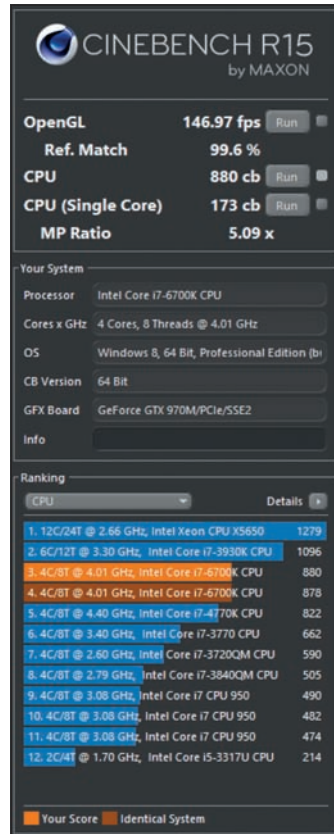 CINEBENCH R15
by MAXON
OpenGL 146.97 fps Run
Ref. Match 99.6 %
CPU 880 cb Run
CPU (Single Core) 173 cb Run
MP Ratio 5.09 x
Your System
Processor Intel Core i7-6700K CPU
Cores x GHz 4 Cores, 8 Threads @ 4.01 GHz
OS Windows 8, 64 Bit, Professional Edition (bu
CB Version 64 Bit
GFX Board GeForce GTX 970M/PCIe/SSE2
Info
Ranking
CPU Details
1. 12C/24T @ 2.66 GHz, Intel Xeon CPU X5650 1279
2. 6C/12T @ 3.30 GHz, Intel Core i7-3930K CPU 1096
3. 4C/8T @ 4.01 GHz, Intel Core i7-6700K CPU 880
4. 4C/8T @ 4.01 GHz, Intel Core i7-6700K CPU 878
5. 4C/8T @ 4.40 GHz, Intel Core i7-4770K CPU 822
6. 4C/8T @ 3.40 GHz, Intel Core i7-3770 CPU 662
7. 4C/8T @ 2.60 GHz, Intel Core i7-3720QM CPU 590
8. 4C/8T @ 2.79 GHz, Intel Core i7-3840QM CPU 505
9. 4C/8T @ 3.08 GHz, Intel Core i7 CPU 950 490
10. 4C/8T @ 3.08 GHz, Intel Core i7 CPU 950 482
11. 4C/8T @ 3.08 GHz, Intel Core i7 CPU 950 474
12. 2C/4T @ 1.70 GHz, Intel Core i5-3317U CPU 214
Your Score Identical System